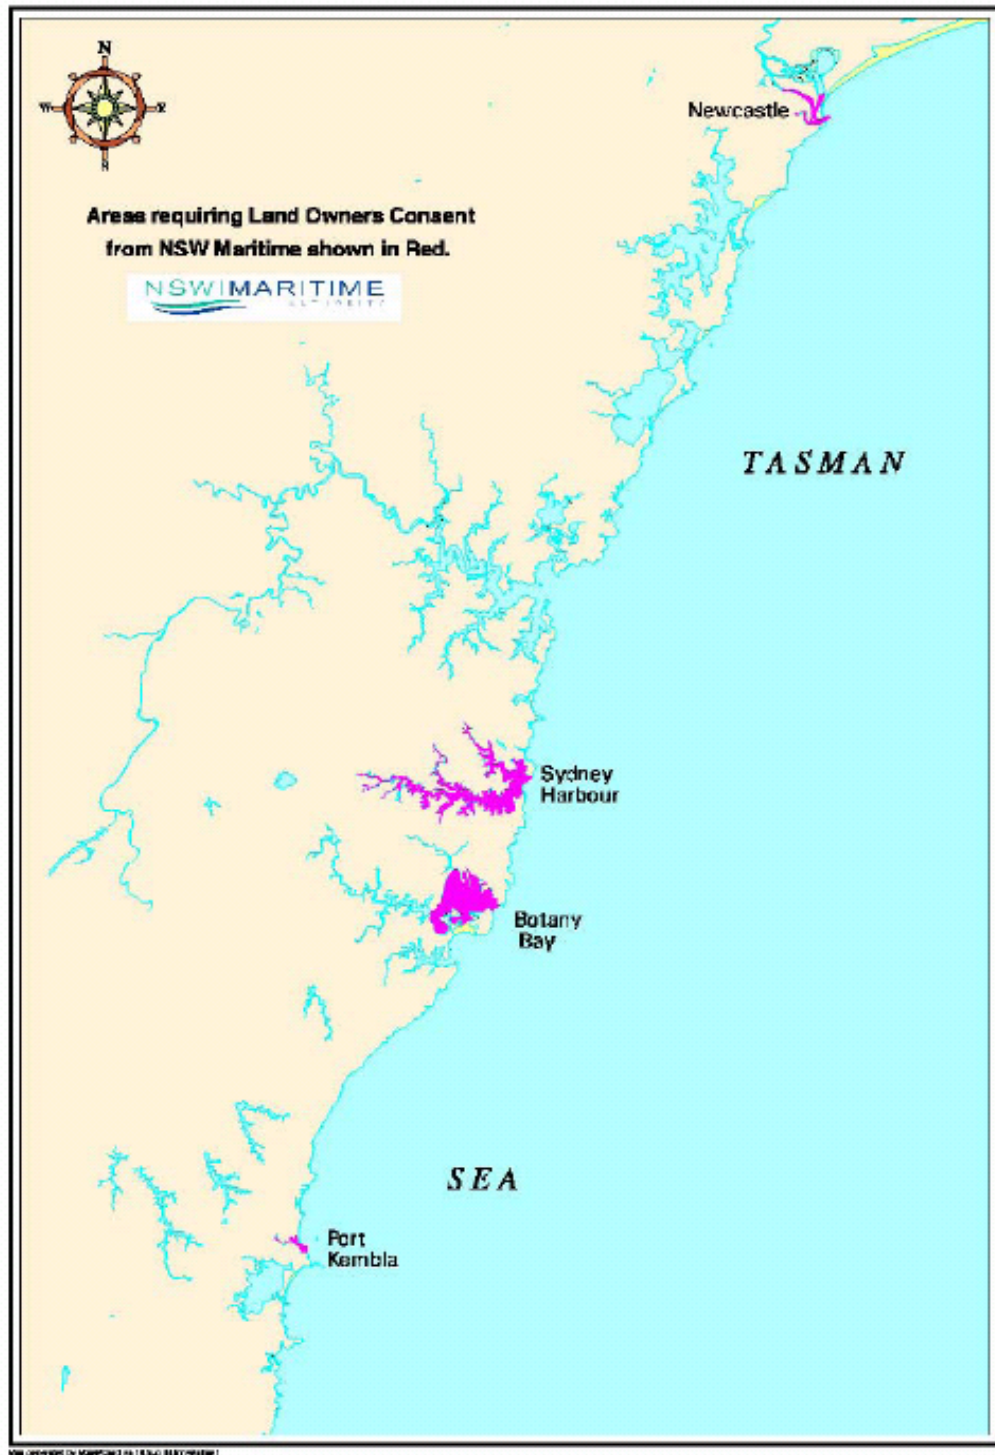 N
W
E
S
Newcastle
Areas requiring Land Owners Consent
from NSW Maritime shown in Red.
NSW MARITIME
TASMAN
Sydney
Harbour
Botany
Bay
SEA
Port
Kembla